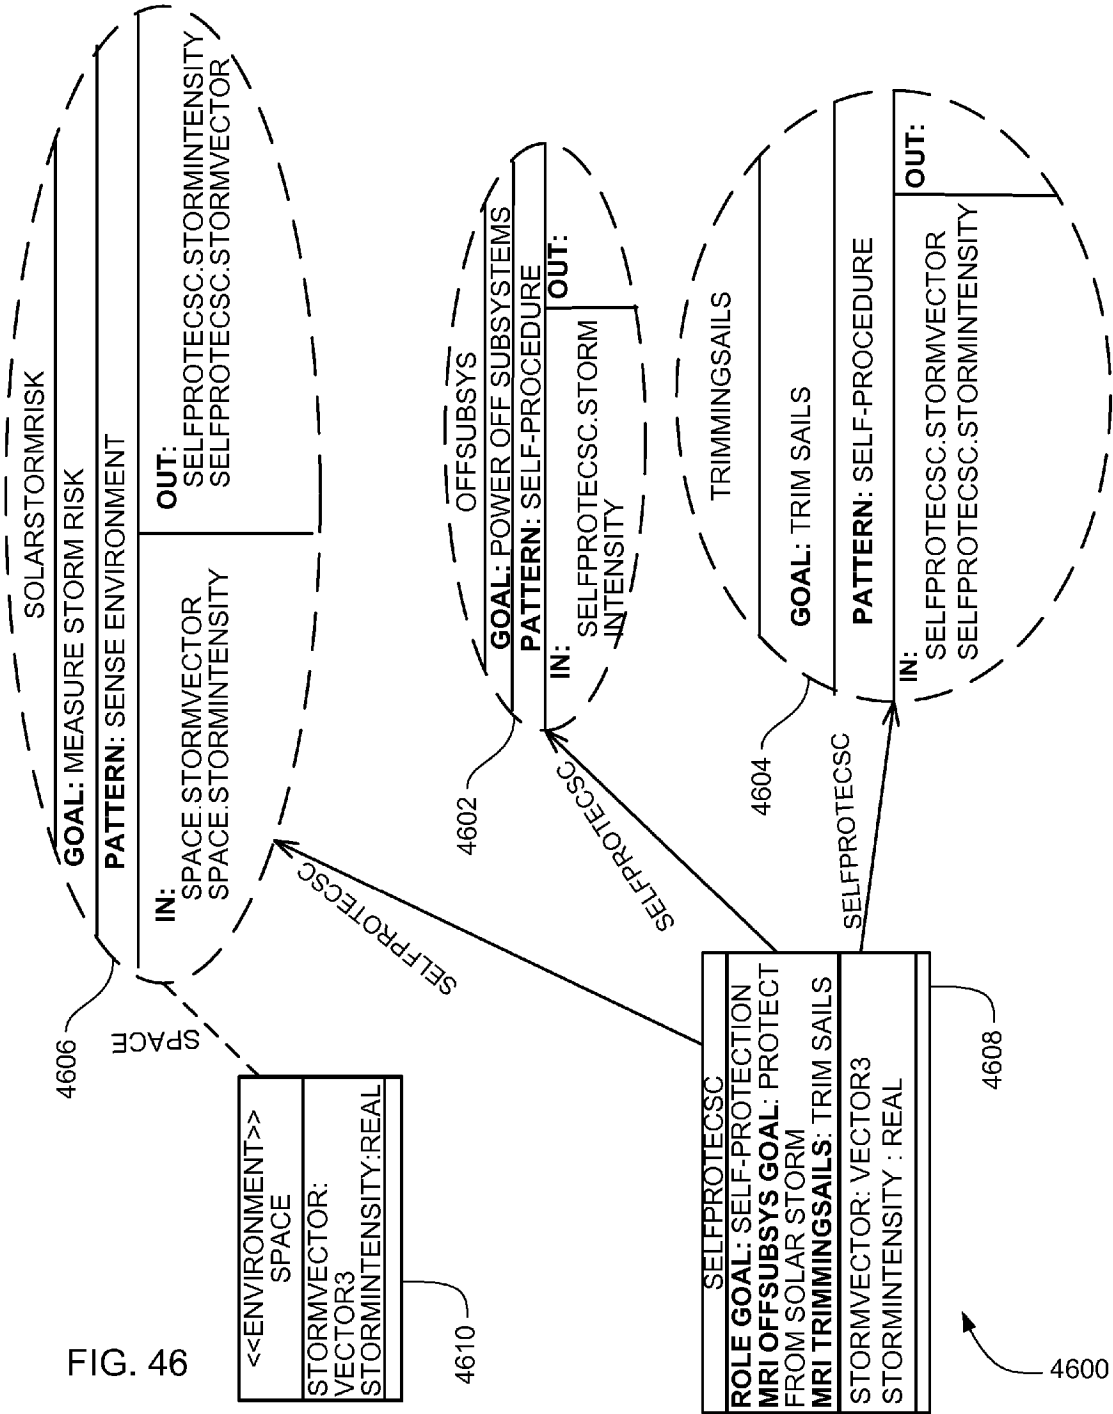 SOLARSTORMRISK
GOAL: MEASURE STORM RISK
PATTERN: SENSE ENVIRONMENT
IN:
SPACE.STORMVECTOR
SPACE.STORMINTENSITY
OUT:
SELFPROTECSC.STORMINTENSITY
SELFPROTECSC.STORMVECTOR
4606
SPACE
<<ENVIRONMENT>>
SPACE
STORMVECTOR:
VECTOR3
STORMINTENSITY:REAL
4610
SELFPROTECSC
OFFSUBSYS
GOAL: POWER OFF SUBSYSTEMS
PATTERN: SELF-PROCEDURE
IN:
SELFPROTECSC.STORM
INTENSITY
OUT:
4602
SELFPROTECSC
TRIMMINGSAILS
GOAL: TRIM SAILS
PATTERN: SELF-PROCEDURE
IN:
SELFPROTECSC.STORMVECTOR
SELFPROTECSC.STORMINTENSITY
OUT:
4604
SELFPROTECSC
SELFPROTECSC
ROLE GOAL: SELF-PROTECTION
MRI OFFSUBSYS GOAL: PROTECT
FROM SOLAR STORM
MRI TRIMMINGSAILS: TRIM SAILS
STORMVECTOR: VECTOR3
STORMINTENSITY : REAL
4608
4600
FIG. 46